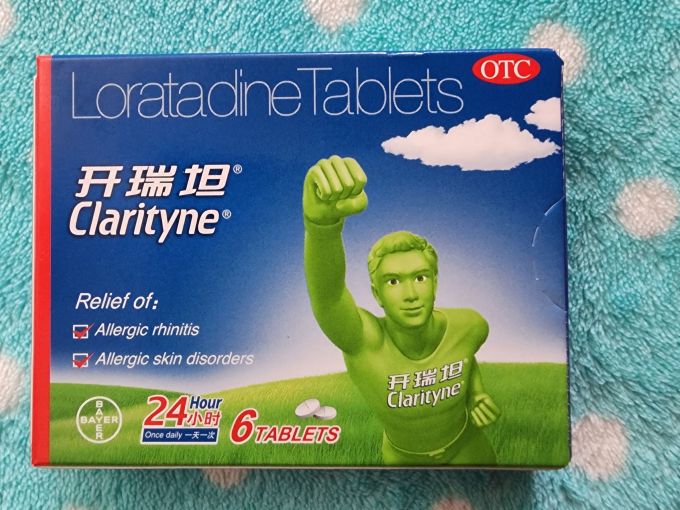 Loratadine Tablets
OTC
开瑞坦®
Clarityne®
Relief of:
Allergic rhinitis
Allergic skin disorders
开瑞坦®
Clarityne®
BAYER
BAYER
24 Hour
小时
Once daily 一天一次
6 TABLETS